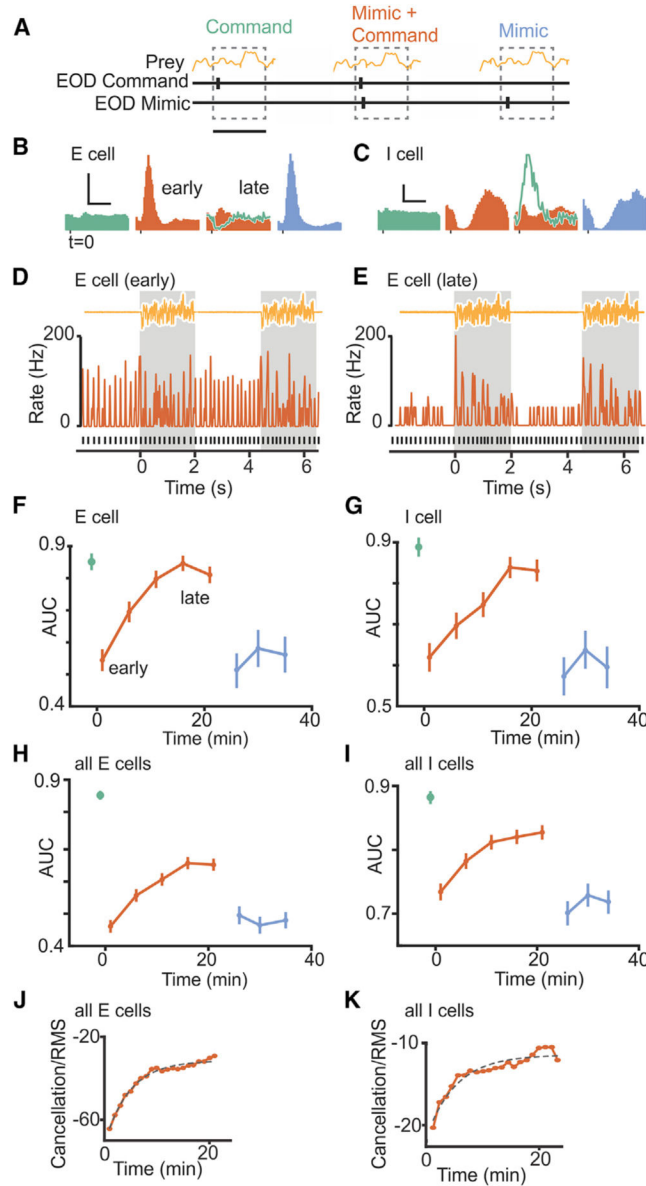 A
Command
Mimic +
Command
Mimic
Prey
EOD Command
EOD Mimic
B
E cell
early
late
t=0
C
I cell
D
E cell (early)
200
Rate (Hz)
0
0 2 4 6
Time (s)
E
E cell (late)
200
Rate (Hz)
0
0 2 4 6
Time (s)
F
E cell
0.9
AUC
0.4
early
late
0 20 40
Time (min)
G
I cell
0.9
AUC
0.5
0 20 40
Time (min)
H
all E cells
0.9
AUC
0.4
0 20 40
Time (min)
I
all I cells
0.9
AUC
0.7
0 20 40
Time (min)
J
all E cells
-20
Cancellation/RMS
-60
0 20
Time (min)
K
all I cells
-10
Cancellation/RMS
-20
0 20
Time (min)